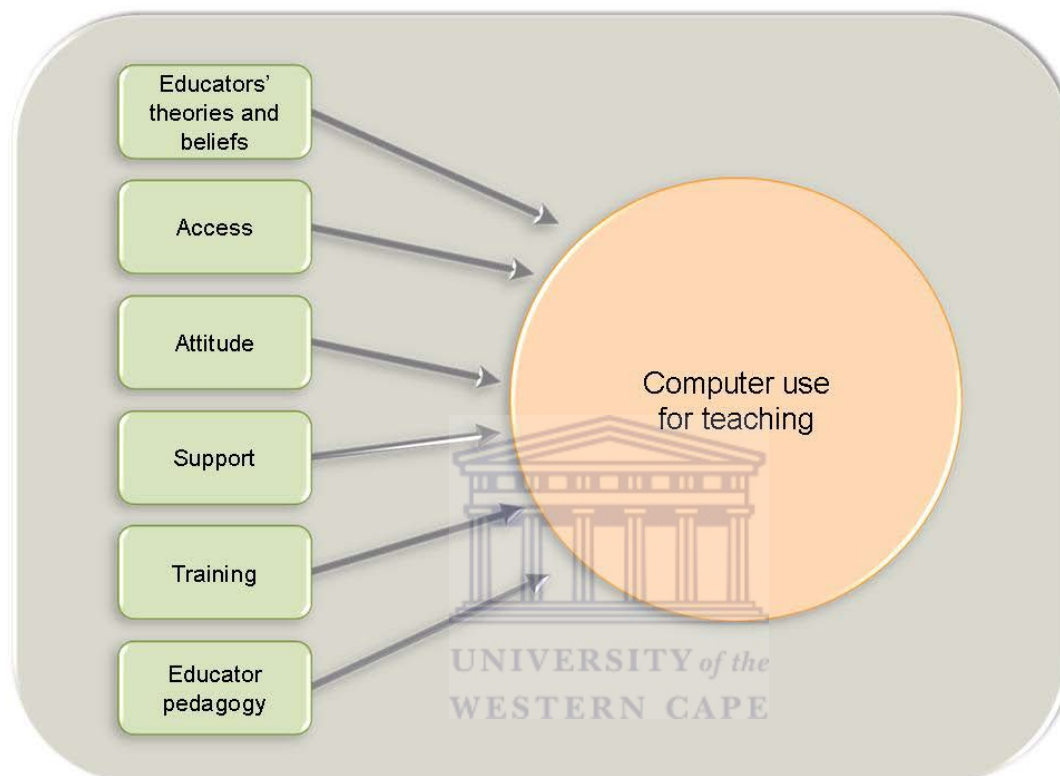 Educators'
theories and
beliefs
Access
Attitude
Support
Training
Educator
pedagogy
Computer use
for teaching
UNIVERSITY of the
WESTERN CAPE